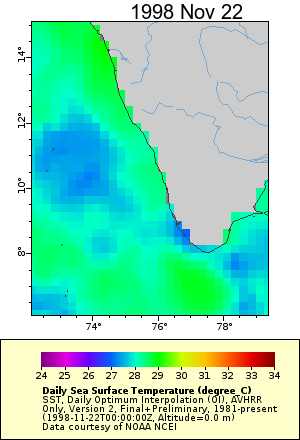 1998 Nov 22
14°
12°
10°
8°
74°
76°
78°
24 25 26 27 28 29 30 31 32 33 34
Daily Sea Surface Temperature (degree_C)
SST, Daily Optimum Interpolation (OI), AVHRR
Only, Version 2, Final+Preliminary, 1981-present
(1998-11-22T00:00:00Z, Altitude=0.0 m)
Data courtesy of NOAA NCEI